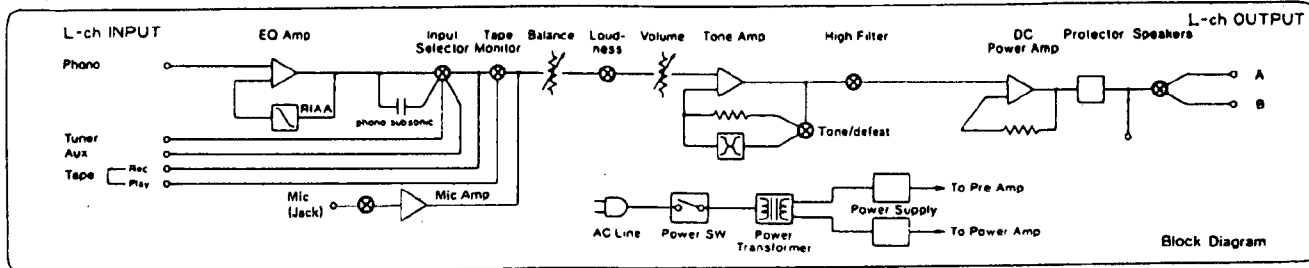 L-ch INPUT
L-ch OUTPUT
EQ Amp
Input
Selector
Tape
Monitor
Balance
Loud-
ness
Volume
Tone Amp
High Filter
DC
Power Amp
Protector
Speakers
Phono
RIAA
phono subsonic
A
B
Tone/defeat
Tuner
Aux
Tape
Rec
Play
Mic
(Jack)
Mic Amp
AC Line
Power SW
Power
Transformer
Power Supply
To Pre Amp
To Power Amp
Block Diagram